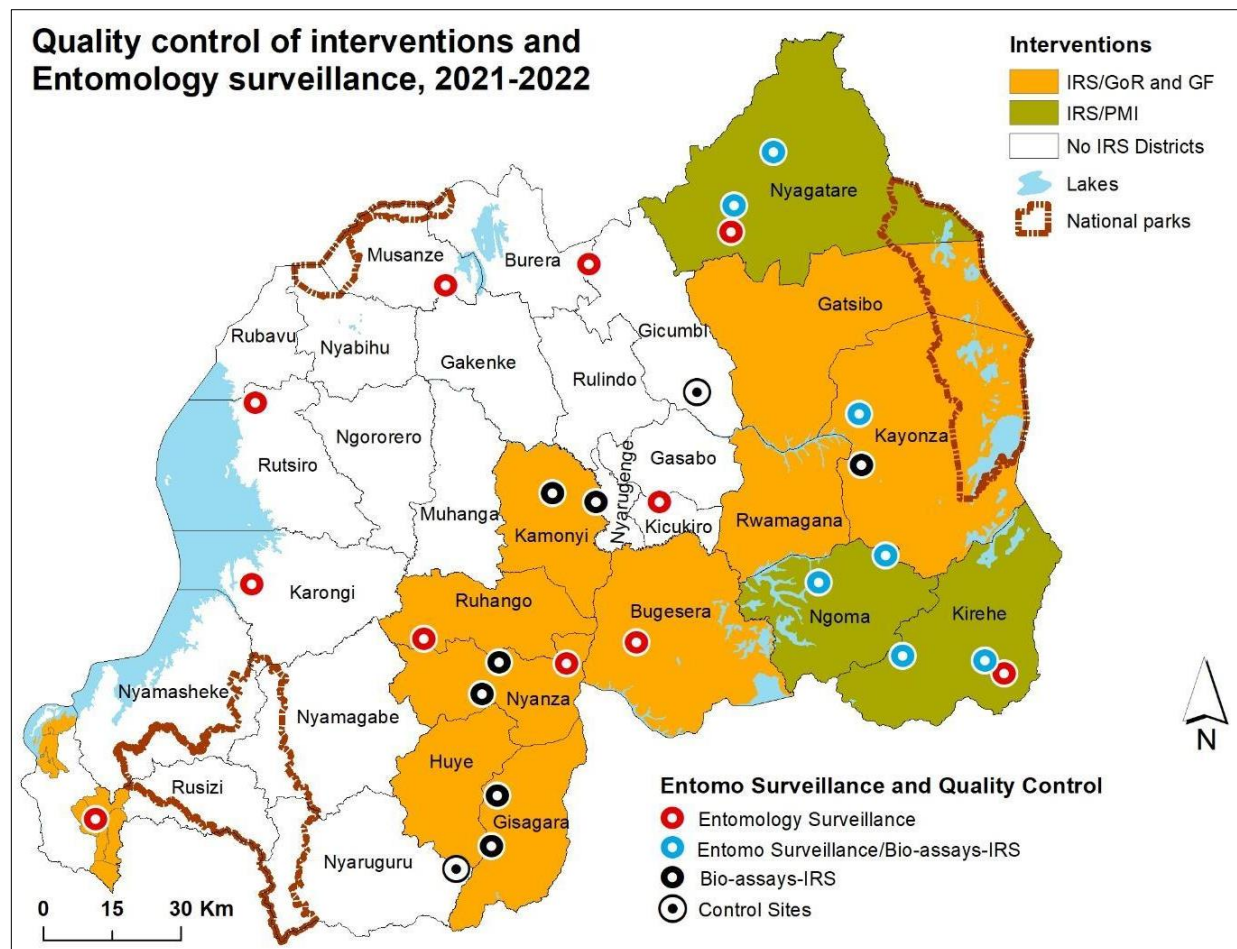 Quality control of interventions and
Entomology surveillance, 2021-2022
Interventions
IRS/GoR and GF
IRS/PMI
No IRS Districts
Lakes
National parks
Nyagatare
Musanze
Burera
Gatsibo
Gicumbi
Rubavu
Nyabihu
Gakenke
Rulindo
Kayonza
Ngororero
Gasabo
Rutsiro
Nyarugenge
Muhanga
Kamonyi
Kicukiro
Rwamagana
Karongi
Ruhango
Bugesera
Ngoma
Kirehe
Nyamasheke
Nyamagabe
Nyanza
Huye
Rusizi
Gisagara
Nyaruguru
N
Entomo Surveillance and Quality Control
Entomology Surveillance
Entomo Surveillance/Bio-assays-IRS
Bio-assays-IRS
Control Sites
0 15 30 Km